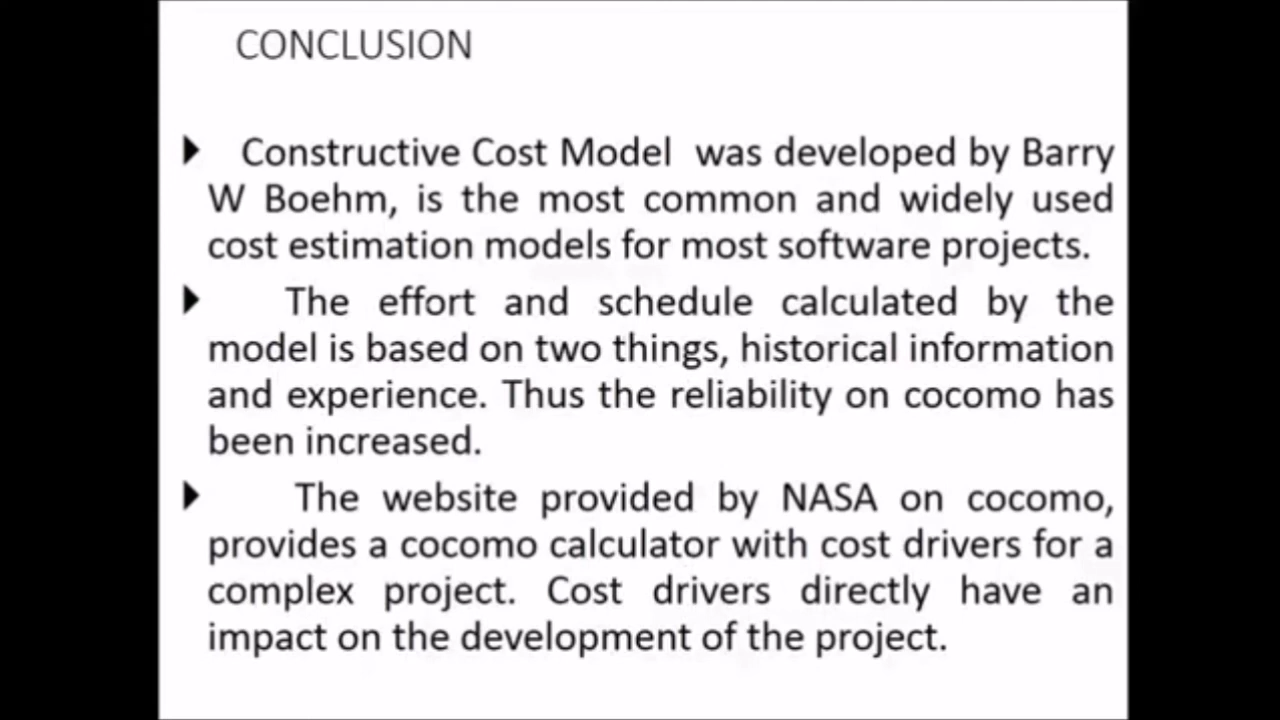 CONCLUSION
Constructive Cost Model was developed by Barry
W Boehm, is the most common and widely used
cost estimation models for most software projects.
The effort and schedule calculated by the
model is based on two things, historical information
and experience. Thus the reliability on cocomo has
been increased.
The website provided by NASA on cocomo,
provides a cocomo calculator with cost drivers for a
complex project. Cost drivers directly have an
impact on the development of the project.